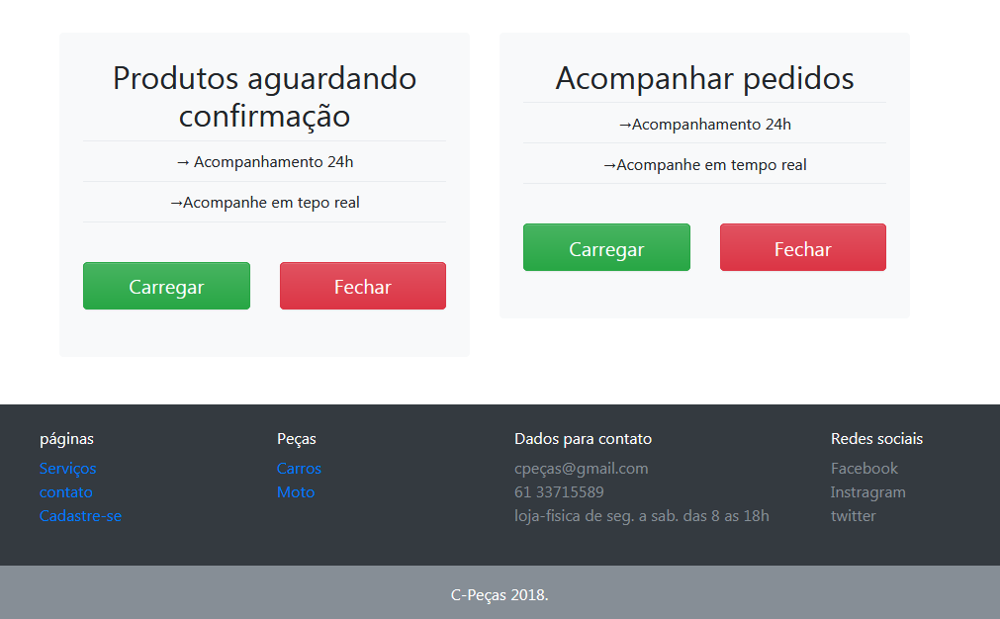 Produtos aguardando
confirmação
→ Acompanhamento 24h
→Acompanhe em tepo real
Carregar
Fechar
Acompanhar pedidos
→Acompanhamento 24h
→Acompanhe em tempo real
Carregar
Fechar
páginas
Serviços
contato
Cadastre-se
Peças
Carros
Moto
Dados para contato
cpeças@gmail.com
61 33715589
loja-fisica de seg. a sab. das 8 as 18h
Redes sociais
Facebook
Instragram
twitter
C-Peças 2018.